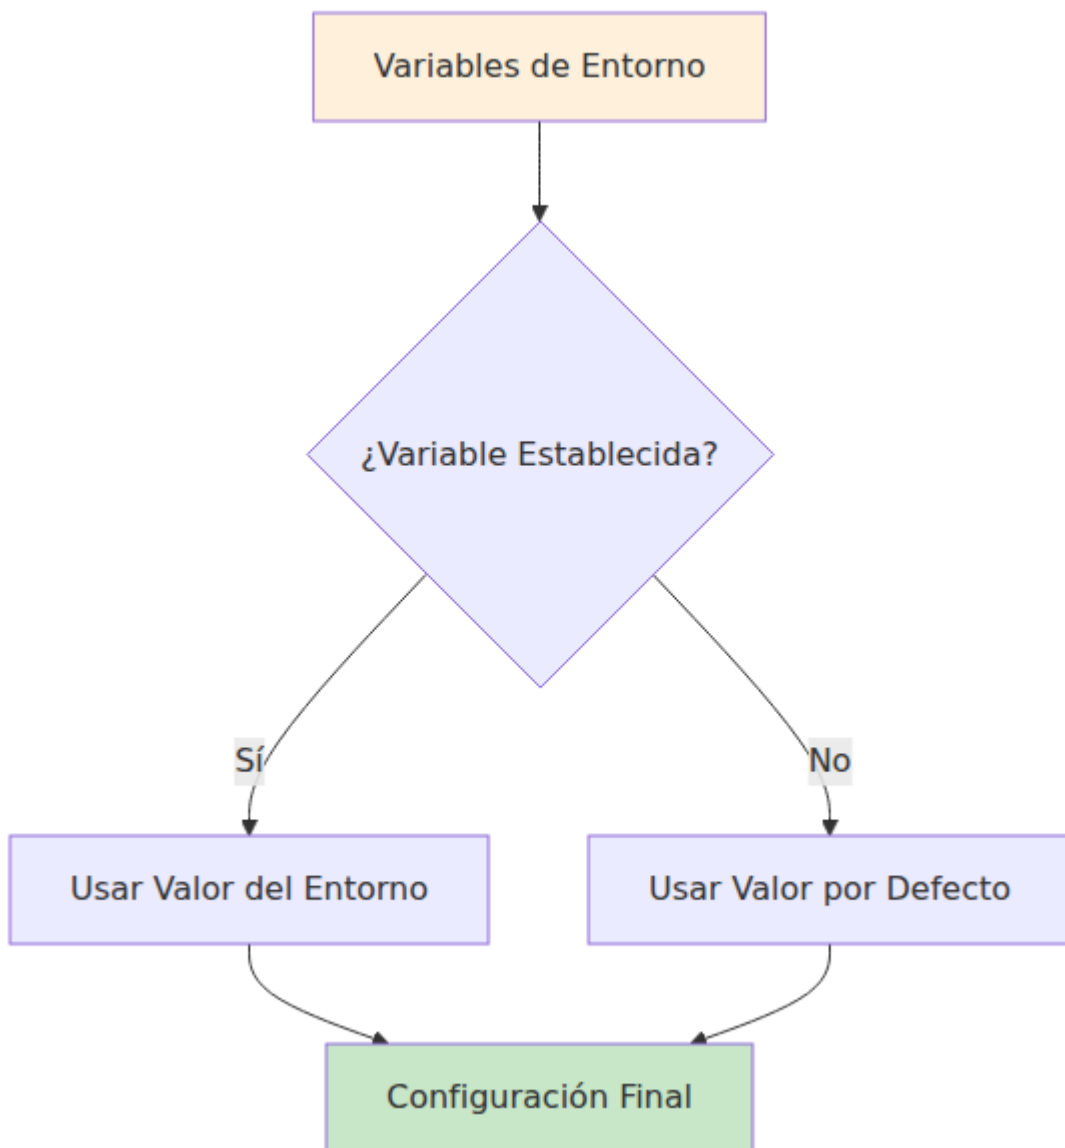 Variables de Entorno
¿Variable Establecida?
Sí
No
Usar Valor del Entorno
Usar Valor por Defecto
Configuración Final